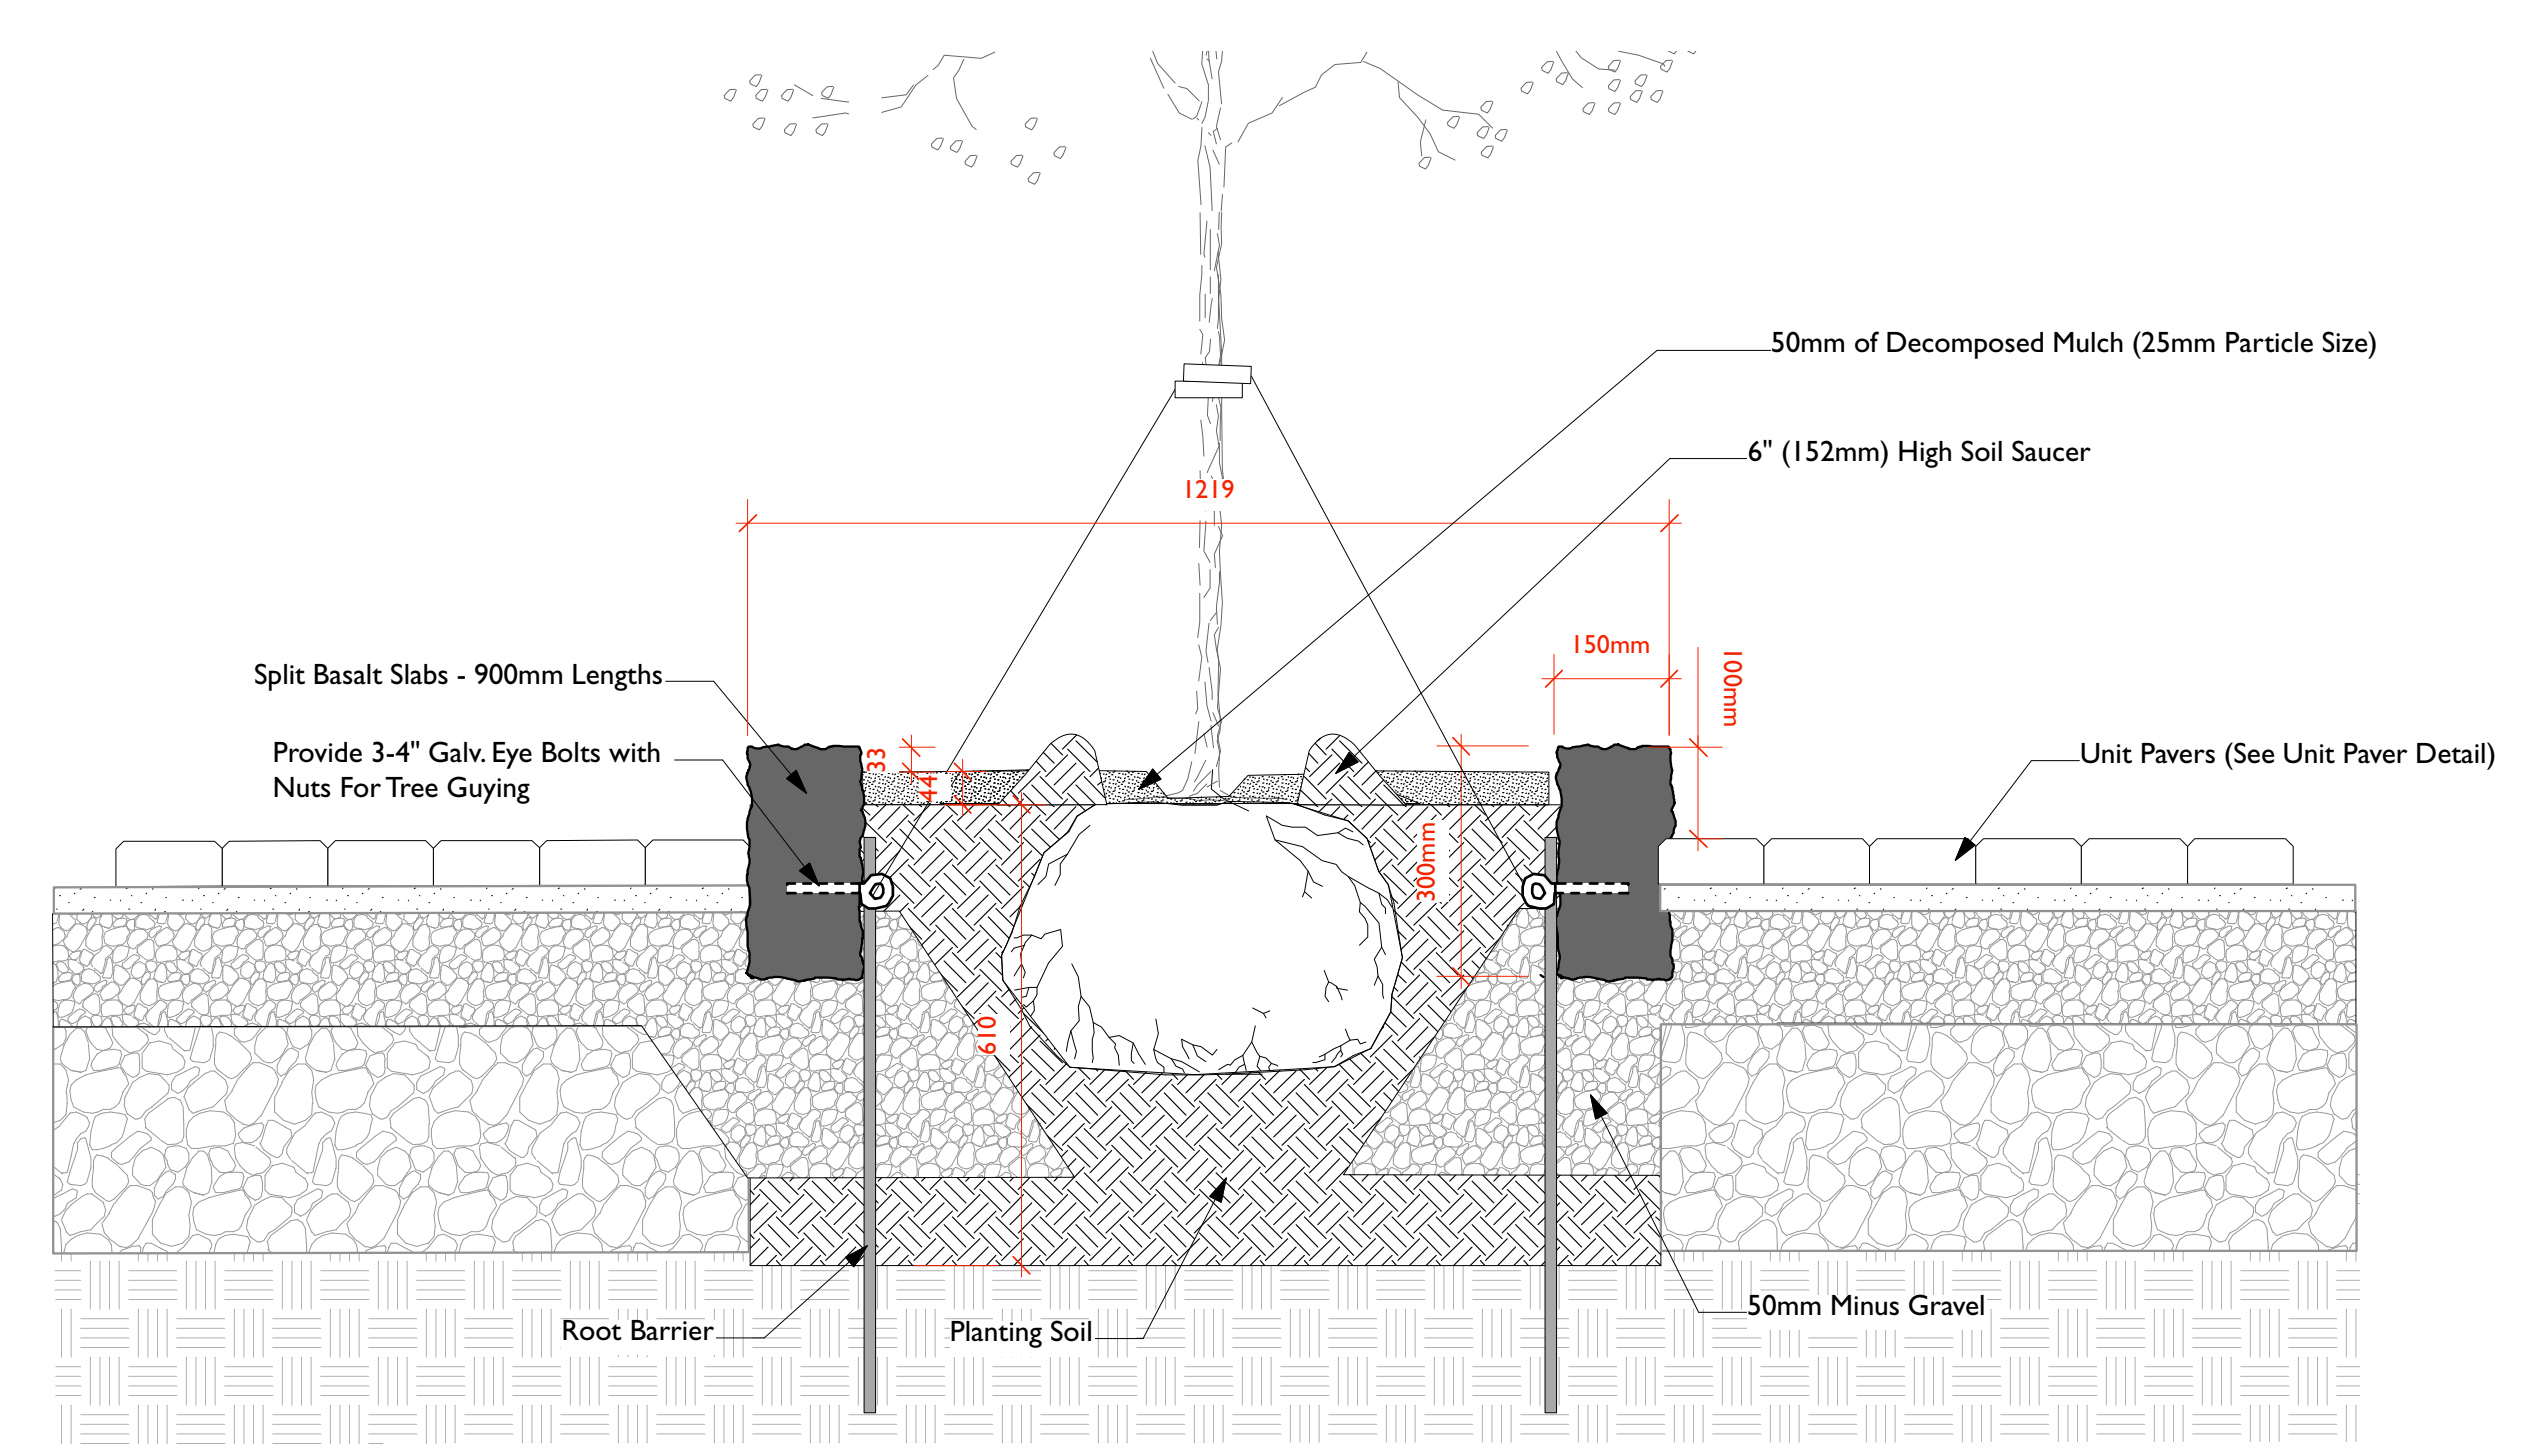 50mm of Decomposed Mulch (25mm Particle Size)
6" (152mm) High Soil Saucer
1219
150mm
100mm
Split Basalt Slabs - 900mm Lengths
Provide 3-4" Galv. Eye Bolts with
Nuts For Tree Guying
33
44
Unit Pavers (See Unit Paver Detail)
300mm
610
50mm Minus Gravel
Root Barrier
Planting Soil